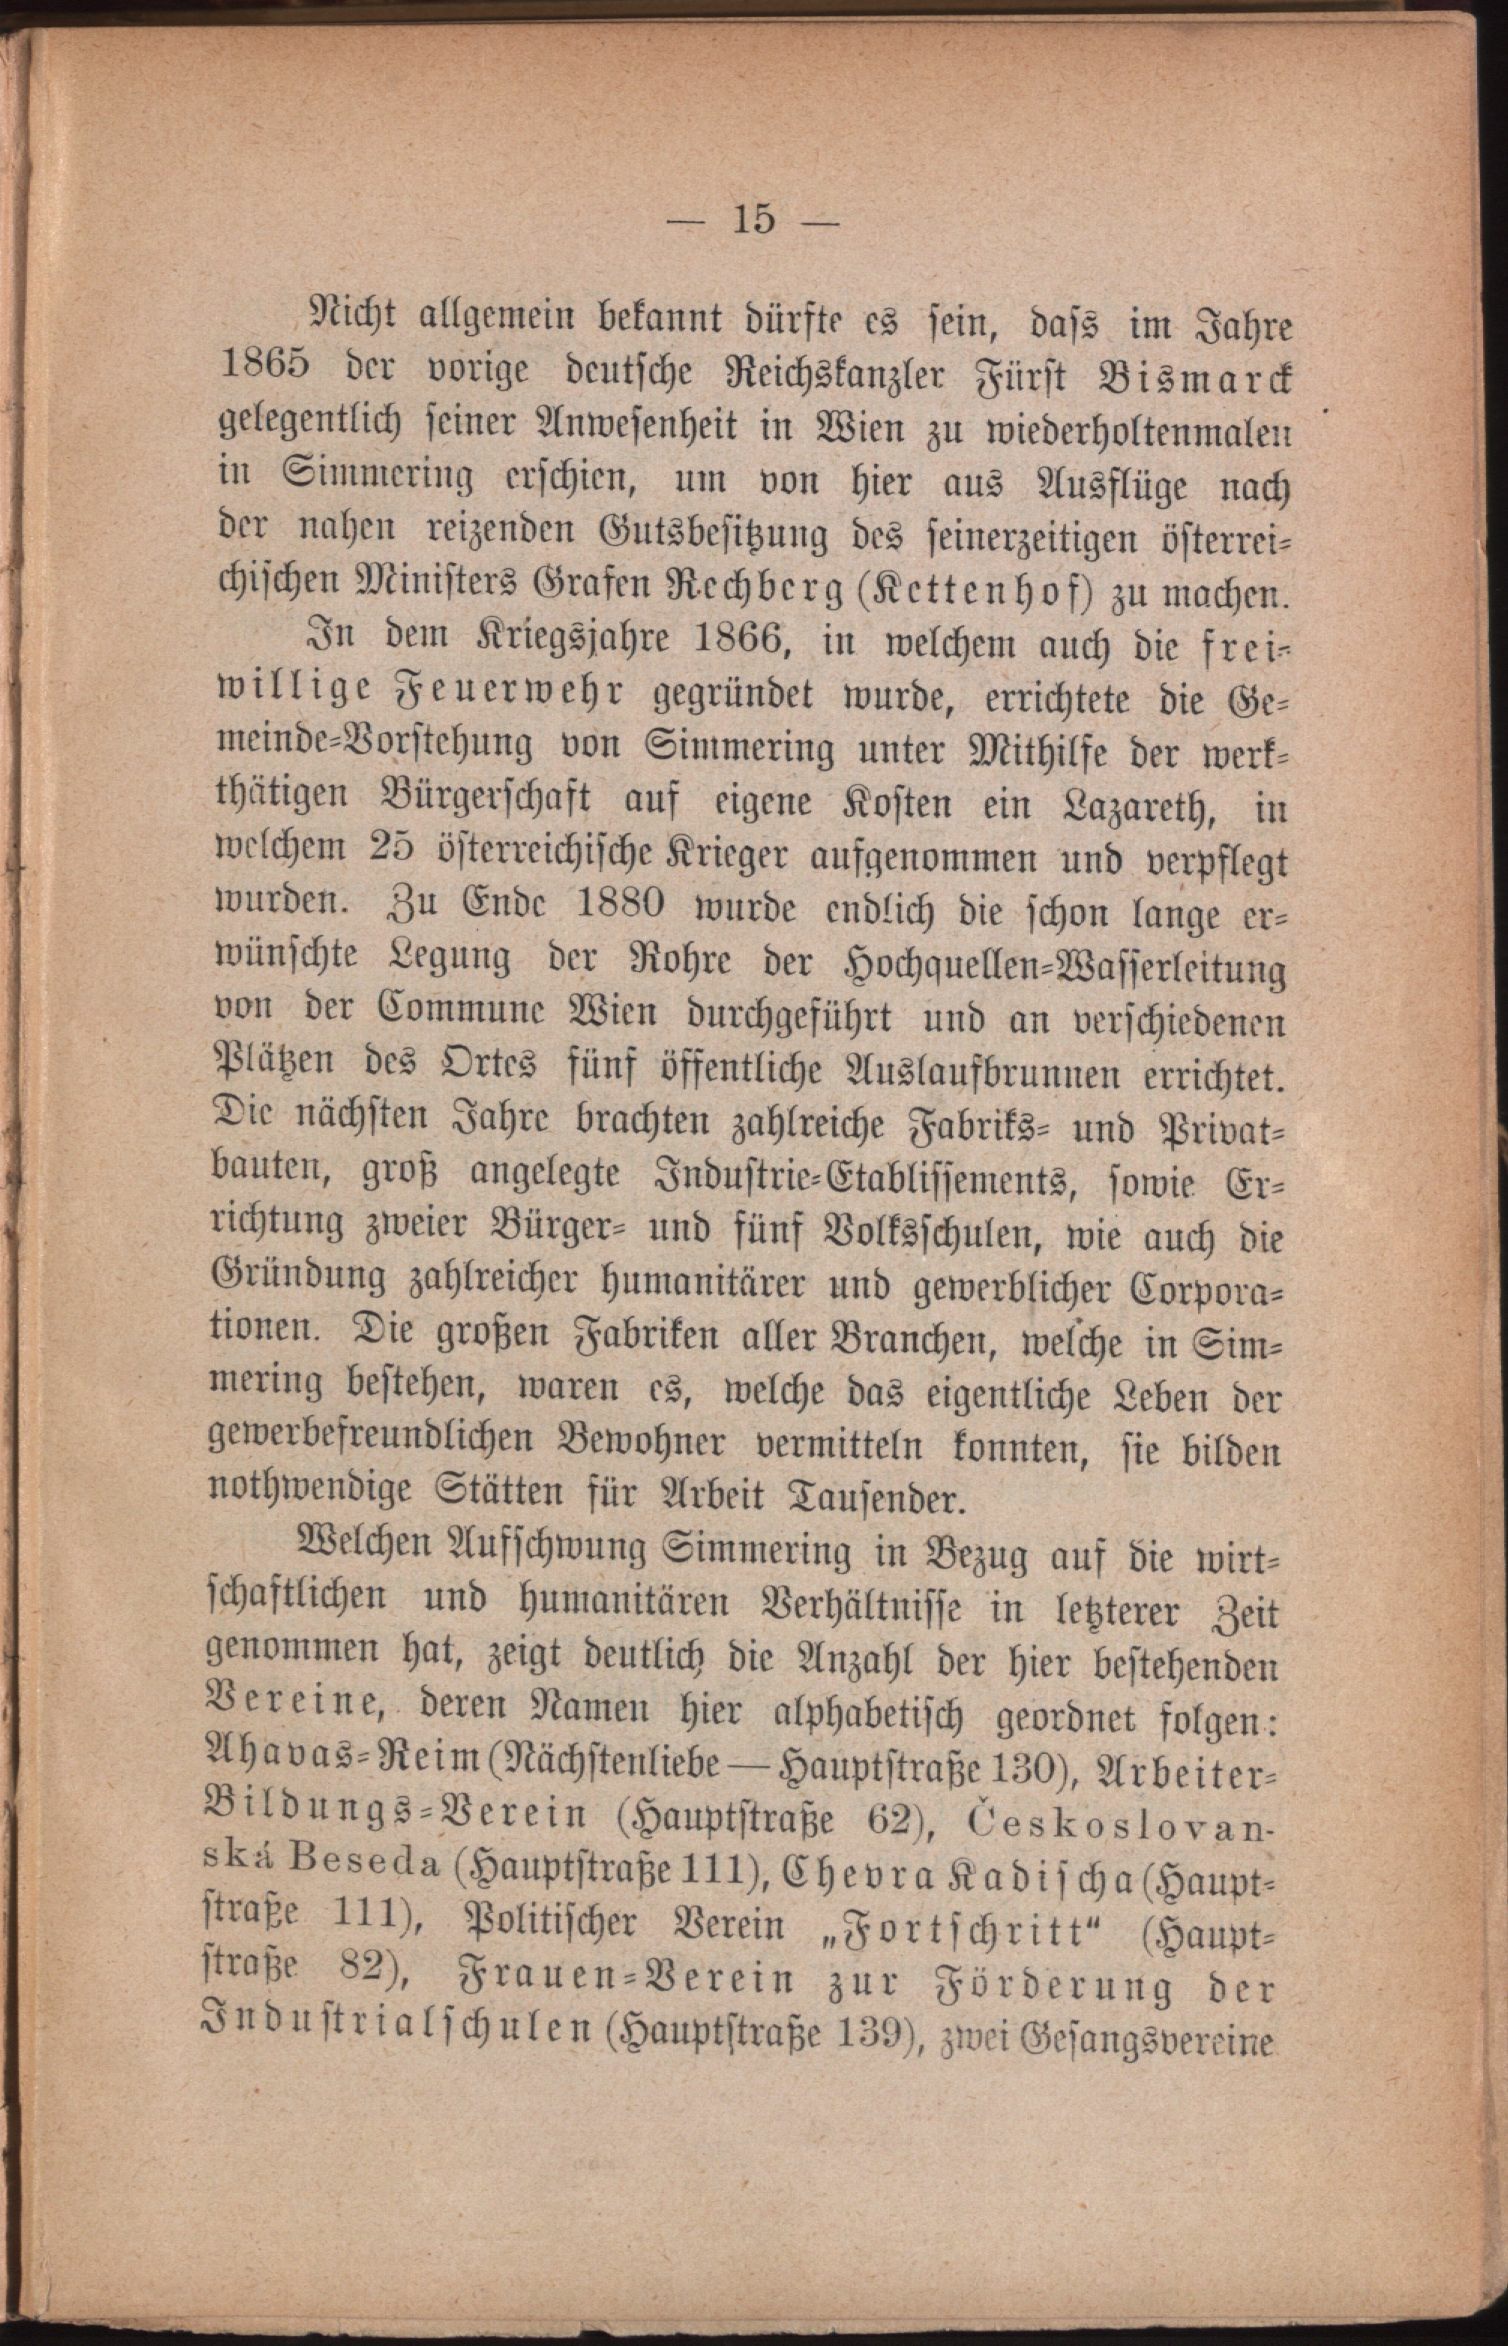 — 15 —
Nicht allgemein bekannt dürfte es sein, dass im Jahre
1865 der vorige deutsche Reichskanzler Fürst Bismarck
gelegentlich seiner Anwesenheit in Wien zu wiederholtenmalen
in Simmering erschien, um von hier aus Ausflüge nach
der nahen reizenden Gutsbesitzung des seinerzeitigen österrei-
chischen Ministers Grafen Rechberg (Kettenhof) zu machen.
In dem Kriegsjahre 1866, in welchem auch die frei-
willige Feuerwehr gegründet wurde, errichtete die Ge-
meinde-Vorstehung von Simmering unter Mithilfe der werk-
thätigen Bürgerschaft auf eigene Kosten ein Lazareth, in
welchem 25 österreichische Krieger aufgenommen und verpflegt
wurden. Zu Ende 1880 wurde endlich die schon lange er-
wünschte Legung der Rohre der Hochquellen-Wasserleitung
von der Commune Wien durchgeführt und an verschiedenen
Plätzen des Ortes fünf öffentliche Auslaufbrunnen errichtet.
Die nächsten Jahre brachten zahlreiche Fabriks- und Privat-
bauten, groß angelegte Industrie-Etablissements, sowie Er-
richtung zweier Bürger- und fünf Volksschulen, wie auch die
Gründung zahlreicher humanitärer und gewerblicher Corpora-
tionen. Die großen Fabriken aller Branchen, welche in Sim-
mering bestehen, waren es, welche das eigentliche Leben der
gewerbefreundlichen Bewohner vermitteln konnten, sie bilden
nothwendige Stätten für Arbeit Tausender.
Welchen Aufschwung Simmering in Bezug auf die wirt-
schaftlichen und humanitären Verhältnisse in letzterer Zeit
genommen hat, zeigt deutlich die Anzahl der hier bestehenden
Vereine, deren Namen hier alphabetisch geordnet folgen:
Ahavas-Reim (Nächstenliebe — Hauptstraße 130), Arbeiter-
Bildungs-Verein (Hauptstraße 62), Českoslovan-
ská Beseda (Hauptstraße 111), Chevra Kadischa (Haupt-
straße 111), Politischer Verein „Fortschritt“ (Haupt-
straße 82), Frauen-Verein zur Förderung der
Industrialschulen (Hauptstraße 139), zwei Gesangsvereine